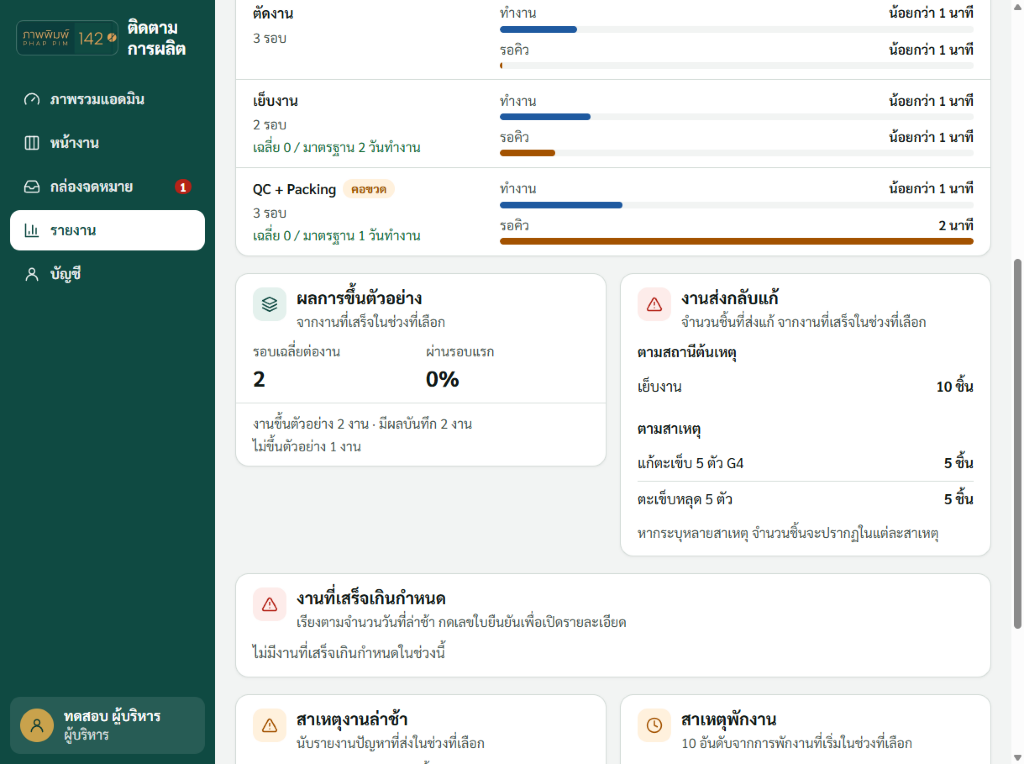 ภาพพิมพ์
PHAP PIM
142
ติดตาม
การผลิต
ภาพรวมแอดมิน
หน้างาน
กล่องจดหมาย 1
รายงาน
บัญชี
ทดสอบ ผู้บริหาร
ผู้บริหาร
ตัดงาน
3 รอบ
ทำงาน น้อยกว่า 1 นาที
รอคิว น้อยกว่า 1 นาที
เย็บงาน
2 รอบ
เฉลี่ย 0 / มาตรฐาน 2 วันทำงาน
ทำงาน น้อยกว่า 1 นาที
รอคิว น้อยกว่า 1 นาที
QC + Packing คอขวด
3 รอบ
เฉลี่ย 0 / มาตรฐาน 1 วันทำงาน
ทำงาน น้อยกว่า 1 นาที
รอคิว 2 นาที
ผลการขึ้นตัวอย่าง
จากงานที่เสร็จในช่วงที่เลือก
รอบเฉลี่ยต่องาน ผ่านรอบแรก
2 0%
งานขึ้นตัวอย่าง 2 งาน · มีผลบันทึก 2 งาน
ไม่ขึ้นตัวอย่าง 1 งาน
งานส่งกลับแก้
จำนวนชิ้นที่ส่งแก้ จากงานที่เสร็จในช่วงที่เลือก
ตามสถานีต้นเหตุ
เย็บงาน 10 ชิ้น
ตามสาเหตุ
แก้ตะเข็บ 5 ตัว G4 5 ชิ้น
ตะเข็บหลุด 5 ตัว 5 ชิ้น
หากระบุหลายสาเหตุ จำนวนชิ้นจะปรากฏในแต่ละสาเหตุ
งานที่เสร็จเกินกำหนด
เรียงตามจำนวนวันที่ล่าช้า กดเลขใบยืนยันเพื่อเปิดรายละเอียด
ไม่มีงานที่เสร็จเกินกำหนดในช่วงนี้
สาเหตุงานล่าช้า
นับรายงานปัญหาที่ส่งในช่วงที่เลือก
สาเหตุพักงาน
10 อันดับจากการพักงานที่เริ่มในช่วงที่เลือก